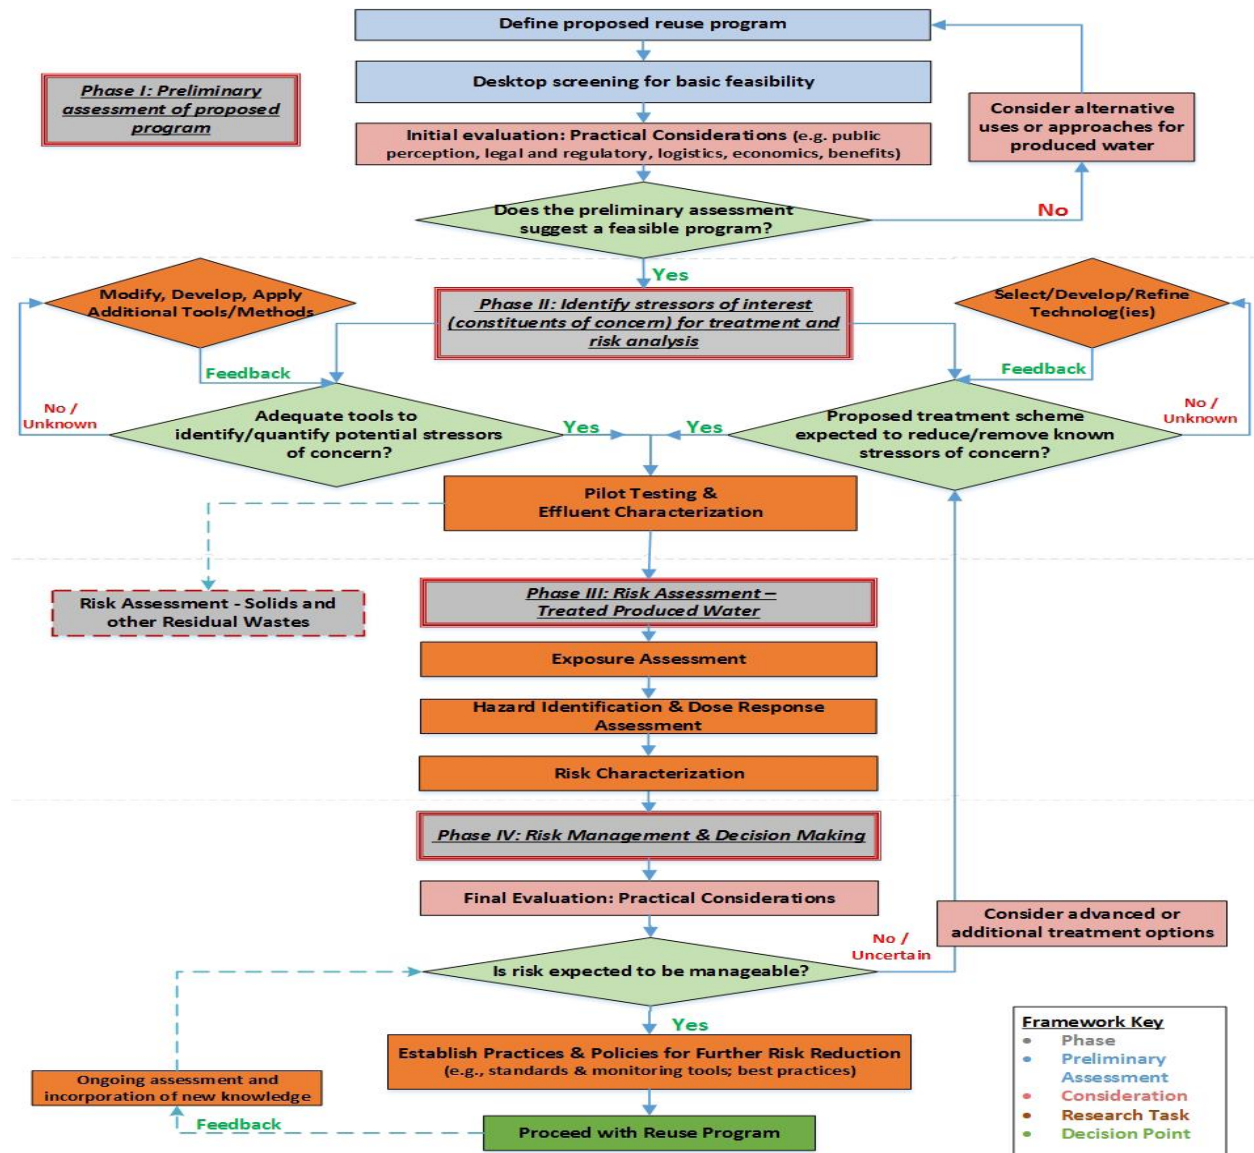 Define proposed reuse program
Desktop screening for basic feasibility
Phase I: Preliminary
assessment of proposed
program
Initial evaluation: Practical Considerations (e.g. public
perception, legal and regulatory, logistics, economics, benefits)
Consider alternative
uses or approaches for
produced water
Does the preliminary assessment
suggest a feasible program?
No
Yes
Modify, Develop, Apply
Additional Tools/Methods
Phase II: Identify stressors of interest
(constituents of concern) for treatment and
risk analysis
Select/Develop/Refine
Technolog(ies)
Feedback
Feedback
No /
Unknown
Adequate tools to
identify/quantify potential stressors
of concern?
Yes
Yes
Proposed treatment scheme
expected to reduce/remove known
stressors of concern?
No /
Unknown
Pilot Testing &
Effluent Characterization
Risk Assessment - Solids and
other Residual Wastes
Phase III: Risk Assessment –
Treated Produced Water
Exposure Assessment
Hazard Identification & Dose Response
Assessment
Risk Characterization
Phase IV: Risk Management & Decision Making
Final Evaluation: Practical Considerations
Consider advanced or
additional treatment options
No /
Uncertain
Is risk expected to be manageable?
Yes
Establish Practices & Policies for Further Risk Reduction
(e.g., standards & monitoring tools; best practices)
Ongoing assessment and
incorporation of new knowledge
Feedback
Proceed with Reuse Program
Framework Key
• Phase
• Preliminary
Assessment
• Consideration
• Research Task
• Decision Point